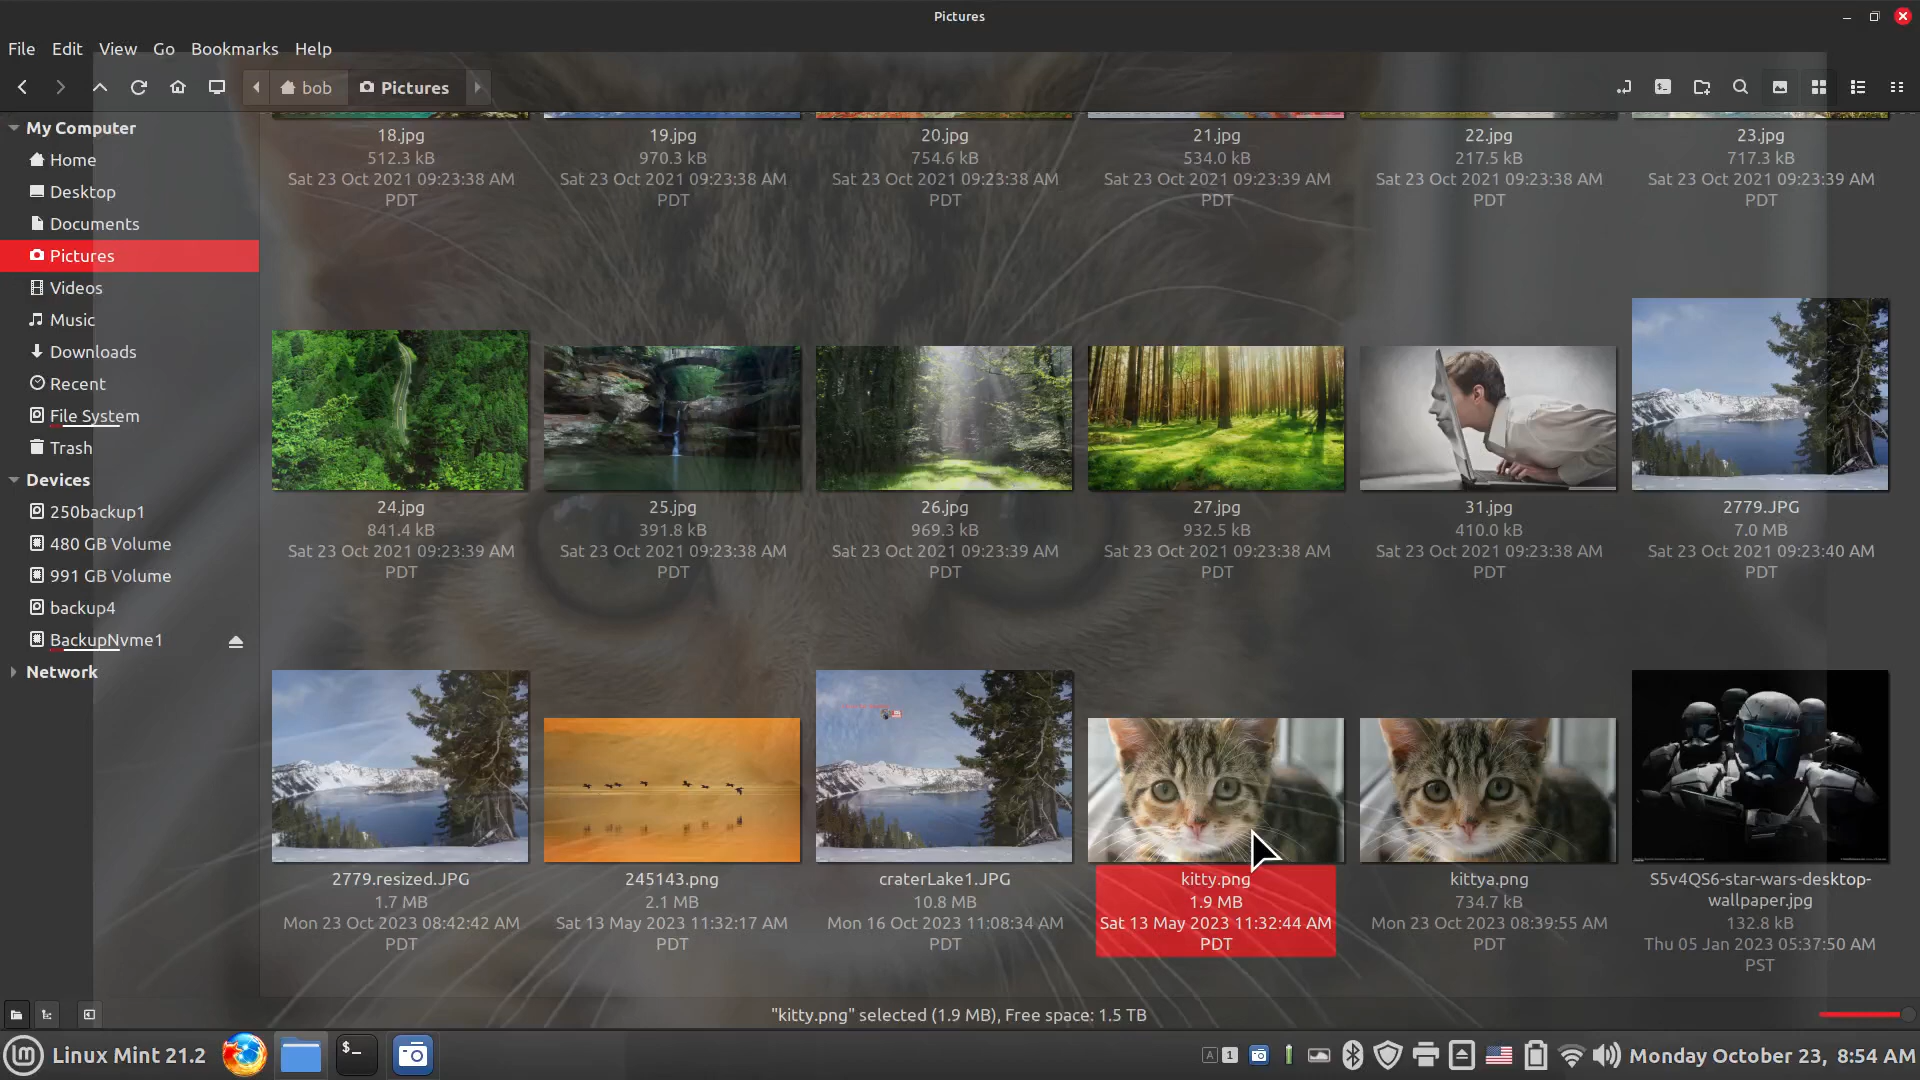 Pictures
File Edit View Go Bookmarks Help
bob Pictures
My Computer
Home
Desktop
Documents
Pictures
Videos
Music
Downloads
Recent
File System
Trash
Devices
250backup1
480 GB Volume
991 GB Volume
backup4
BackupNvme1
Network
18.jpg
512.3 kB
Sat 23 Oct 2021 09:23:38 AM
PDT
19.jpg
970.3 kB
Sat 23 Oct 2021 09:23:38 AM
PDT
20.jpg
754.6 kB
Sat 23 Oct 2021 09:23:38 AM
PDT
21.jpg
534.0 kB
Sat 23 Oct 2021 09:23:39 AM
PDT
22.jpg
217.5 kB
Sat 23 Oct 2021 09:23:38 AM
PDT
23.jpg
717.3 kB
Sat 23 Oct 2021 09:23:39 AM
PDT
24.jpg
841.4 kB
Sat 23 Oct 2021 09:23:39 AM
PDT
25.jpg
391.8 kB
Sat 23 Oct 2021 09:23:38 AM
PDT
26.jpg
969.3 kB
Sat 23 Oct 2021 09:23:39 AM
PDT
27.jpg
932.5 kB
Sat 23 Oct 2021 09:23:38 AM
PDT
31.jpg
410.0 kB
Sat 23 Oct 2021 09:23:38 AM
PDT
2779.JPG
7.0 MB
Sat 23 Oct 2021 09:23:40 AM
PDT
2779.resized.JPG
1.7 MB
Mon 23 Oct 2023 08:42:42 AM
PDT
245143.png
2.1 MB
Sat 13 May 2023 11:32:17 AM
PDT
craterLake1.JPG
10.8 MB
Mon 16 Oct 2023 11:08:34 AM
PDT
kitty.png
1.9 MB
Sat 13 May 2023 11:32:44 AM
PDT
kittya.png
734.7 kB
Mon 23 Oct 2023 08:39:55 AM
PDT
S5v4QS6-star-wars-desktop-
wallpaper.jpg
132.8 kB
Thu 05 Jan 2023 05:37:50 AM
PST
"kitty.png" selected (1.9 MB), Free space: 1.5 TB
Linux Mint 21.2
A 1
Monday October 23, 8:54 AM